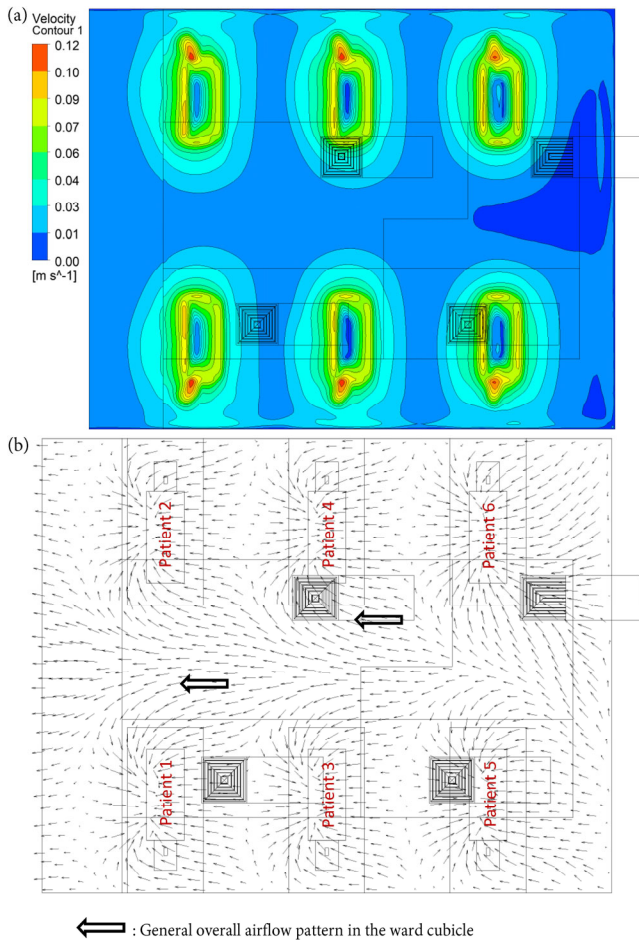 (a)
Velocity
Contour 1
0.12
0.10
0.09
0.07
0.06
0.04
0.03
0.01
0.00
[m s^-1]
(b)
Patient 2
Patient 4
Patient 6
Patient 1
Patient 3
Patient 5
: General overall airflow pattern in the ward cubicle